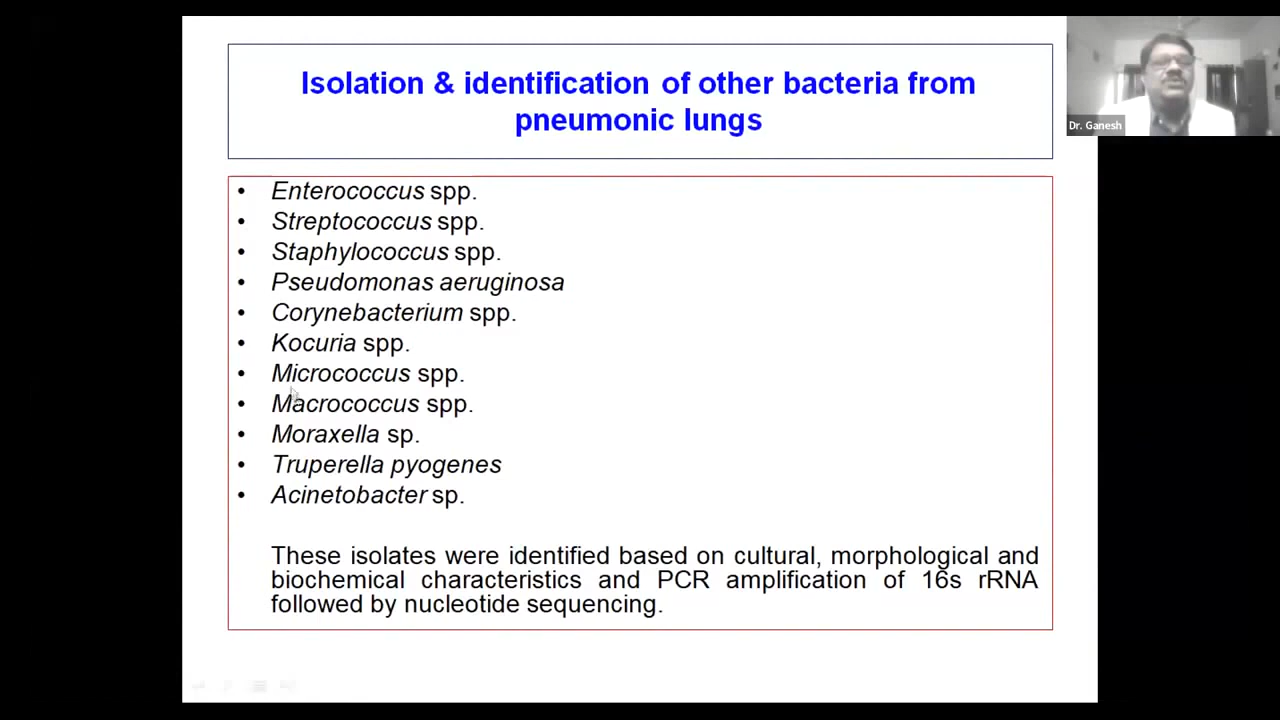 Isolation & identification of other bacteria from
pneumonic lungs
Dr. Ganesh
• Enterococcus spp.
• Streptococcus spp.
• Staphylococcus spp.
• Pseudomonas aeruginosa
• Corynebacterium spp.
• Kocuria spp.
• Micrococcus spp.
• Macrococcus spp.
• Moraxella sp.
• Truperella pyogenes
• Acinetobacter sp.
These isolates were identified based on cultural, morphological and
biochemical characteristics and PCR amplification of 16s rRNA
followed by nucleotide sequencing.